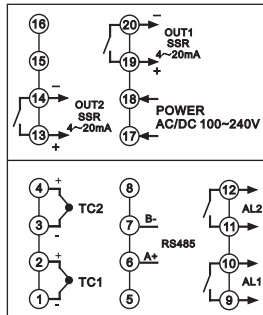 16
20 −
OUT1
SSR
4～20mA
15
19 +
14 −
OUT2
SSR
4～20mA
13 +
18
POWER
AC/DC 100~240V
17
4 +
TC2
3 -
2 +
TC1
1 -
8
7 B-
RS485
6 A+
5
12
AL2
11
10
AL1
9